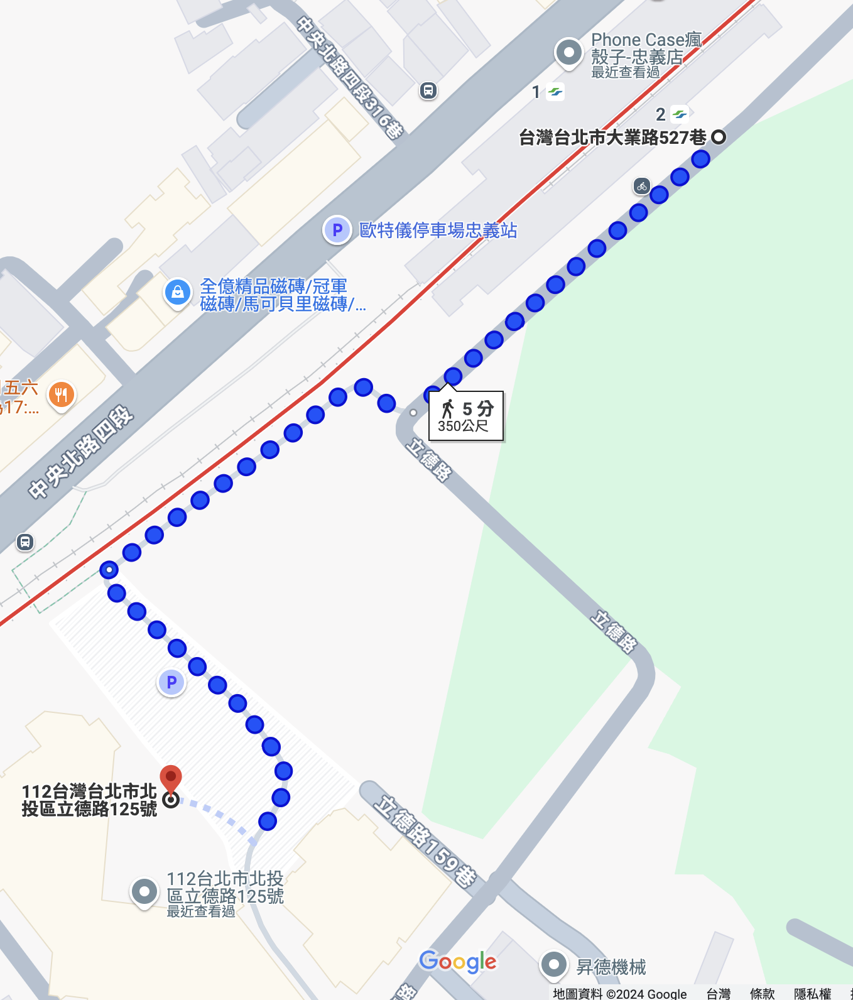 中央北路四段316巷
Phone Case瘋
殼子-忠義店
最近查看過
1
2
台灣台北市大業路527巷
P
歐特儀停車場忠義站
全億精品磁磚/冠軍
磁磚/馬可貝里磁磚/...
五六
17:...
中央北路四段
5 分
350公尺
立德路
立德路
P
112台灣台北市北
投區立德路125號
立德路159巷
112台北市北投
區立德路125號
最近查看過
Google
昇德機械
路
地圖資料 ©2024 Google 台灣 條款 隱私權